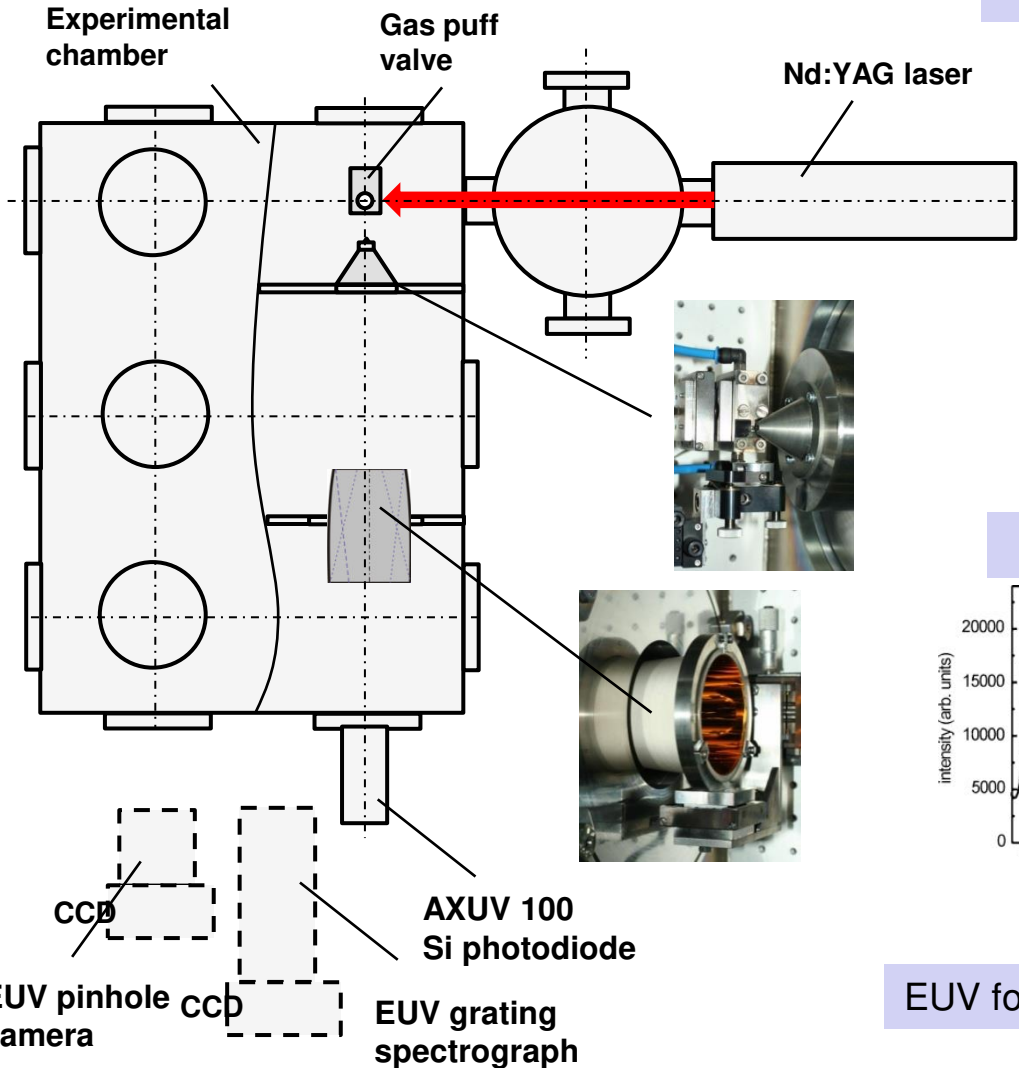 Experimental
chamber
Gas puff
valve
Nd:YAG laser
20000
15000
10000
5000
0
intensity (arb. units)
AXUV 100
Si photodiode
CCD
EUV pinhole
camera
CCD
EUV grating
spectrograph
EUV fo